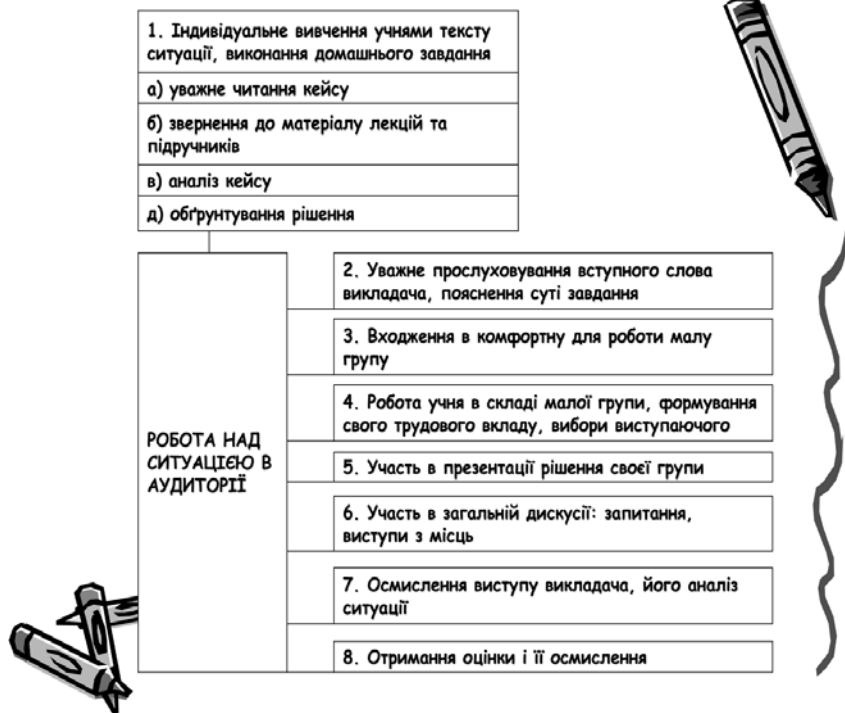 1. Індивідуальне вивчення учнями тексту
ситуації, виконання домашнього завдання
а) уважне читання кейсу
б) звернення до матеріалу лекцій та
підручників
в) аналіз кейсу
д) обґрунтування рішення
РОБОТА НАД
СИТУАЦІЄЮ В
АУДИТОРІЇ
2. Уважне прослуховування вступного слова
викладача, пояснення суті завдання
3. Входження в комфортну для роботи малу
групу
4. Робота учня в складі малої групи, формування
свого трудового вкладу, вибори виступаючого
5. Участь в презентації рішення своєї групи
6. Участь в загальній дискусії: запитання,
виступи з місць
7. Осмислення виступу викладача, його аналіз
ситуації
8. Отримання оцінки і її осмислення